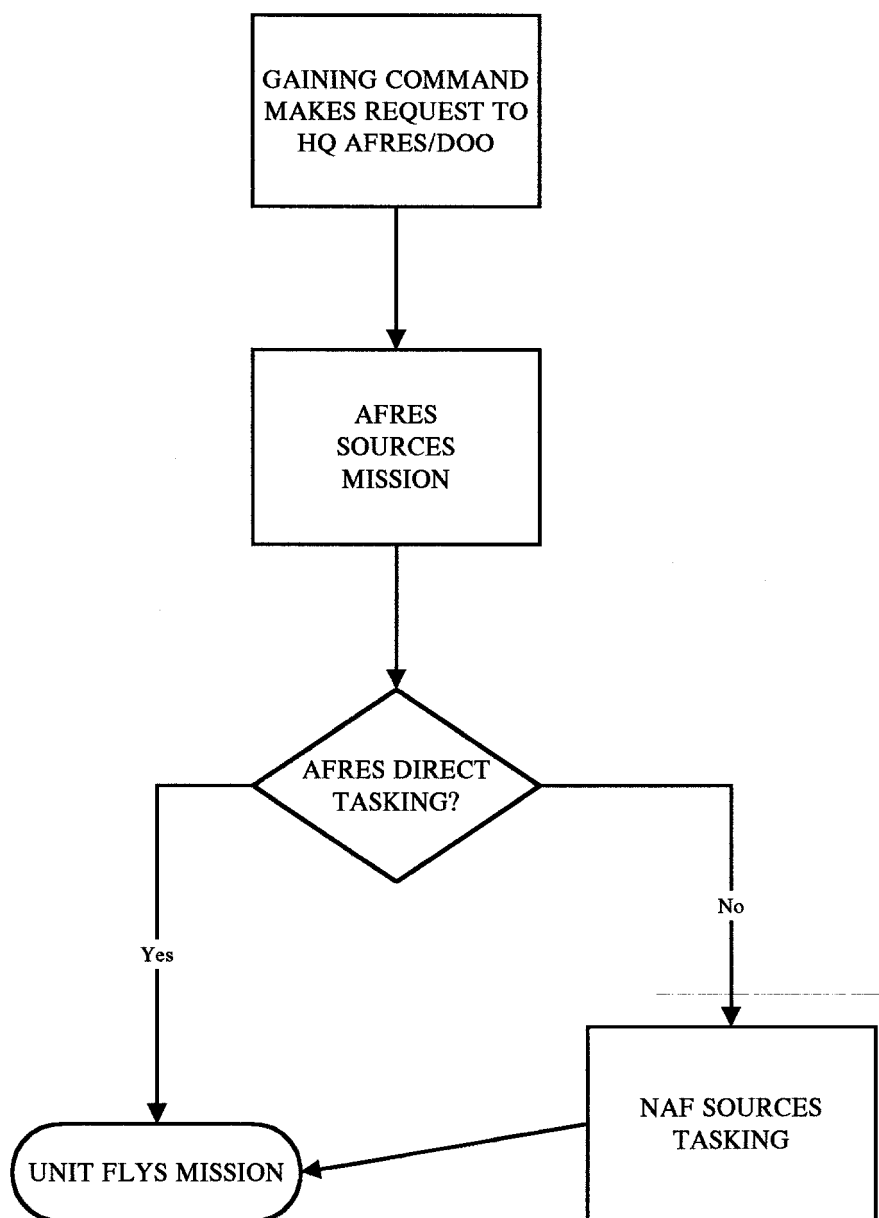 GAINING COMMAND
MAKES REQUEST TO
HQ AFRES/DOO
AFRES
SOURCES
MISSION
AFRES DIRECT
TASKING?
No
Yes
NAF SOURCES
TASKING
UNIT FLYS MISSION